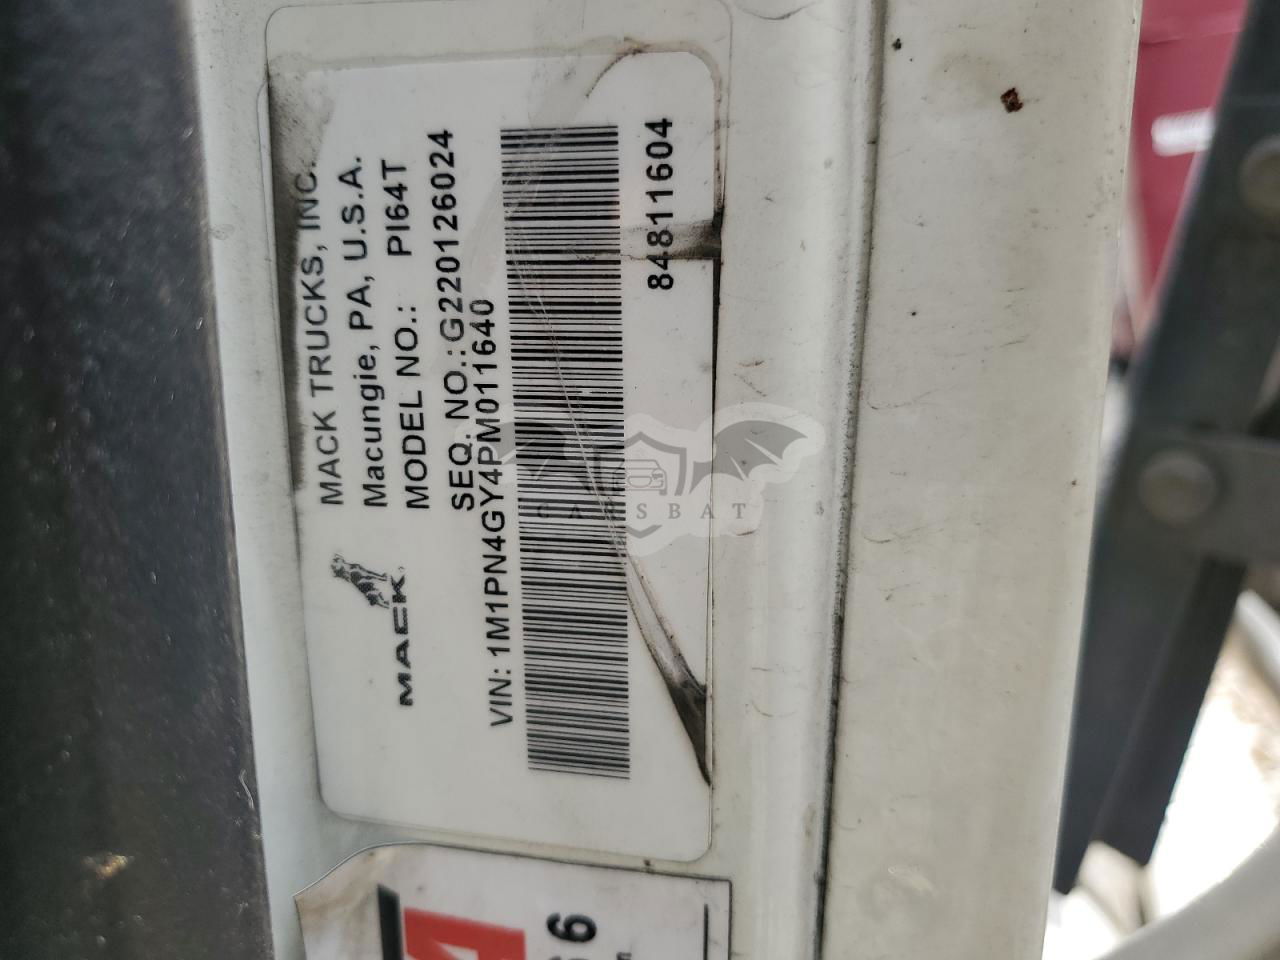 MACK TRUCKS, INC.
Macungie, PA, U.S.A.
MODEL NO.: PI64T
MACK
SEQ. NO.:G220126024
VIN: 1M1PN4GY4PM011640
84811604
CARSBAT